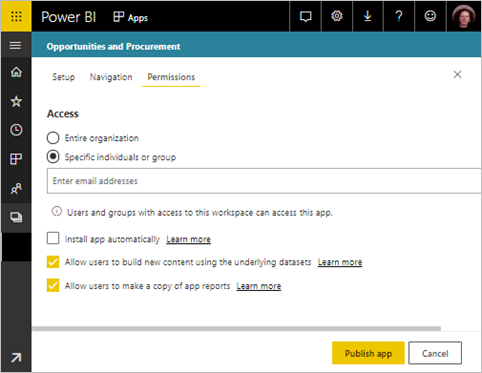 Power BI Apps ?
Opportunities and Procurement
Setup Navigation Permissions
Access
Entire organization
Specific individuals or group
Enter email addresses
Users and groups with access to this workspace can access this app.
Install app automatically Learn more
Allow users to build new content using the underlying datasets Learn more
Allow users to make a copy of app reports Learn more
Publish app Cancel